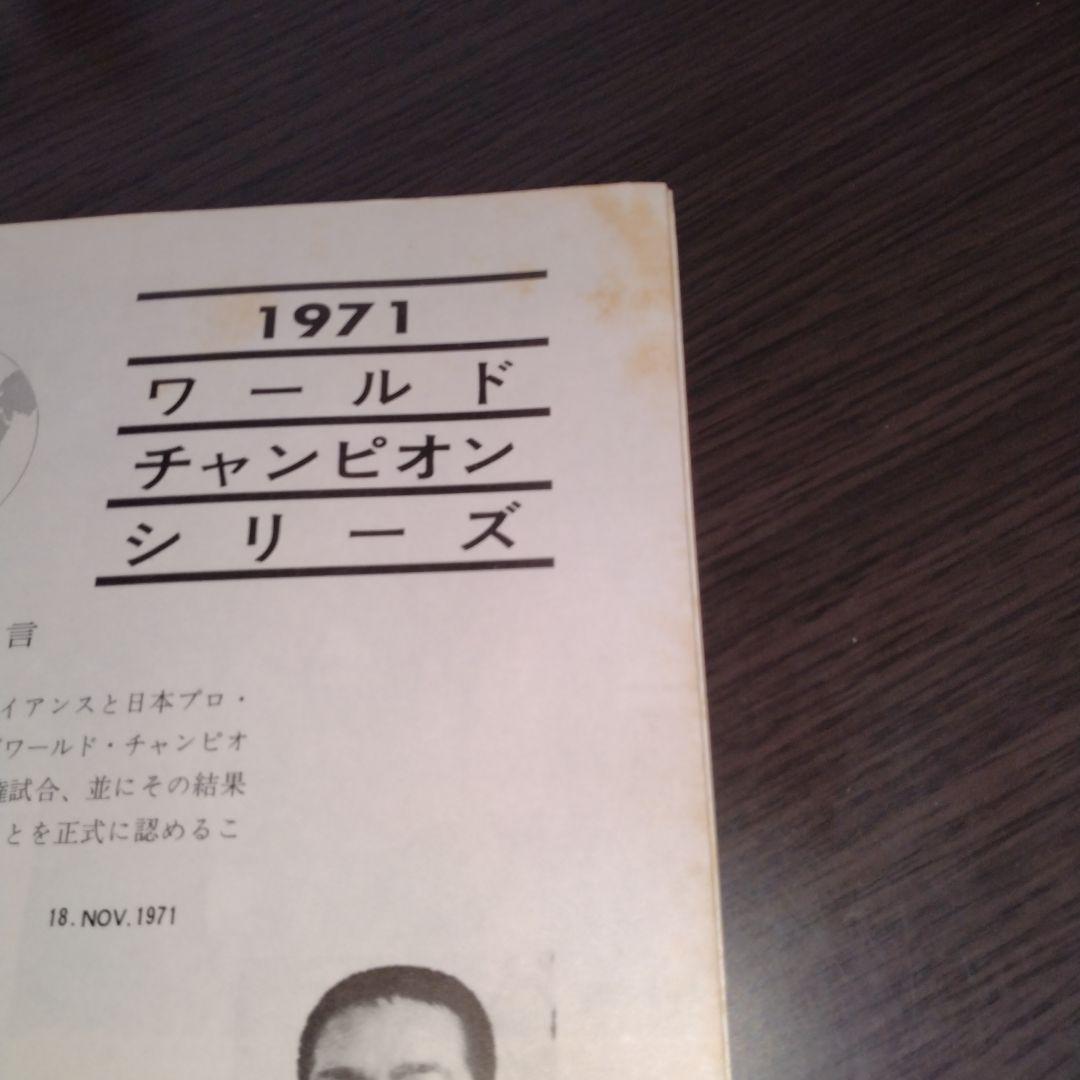 1971
ワールド
チャンピオン
シリーズ
言
イアンスと日本プロ・
ワールド・チャンピオ
試合、並にその結果
とを正式に認めるこ
18. NOV. 1971